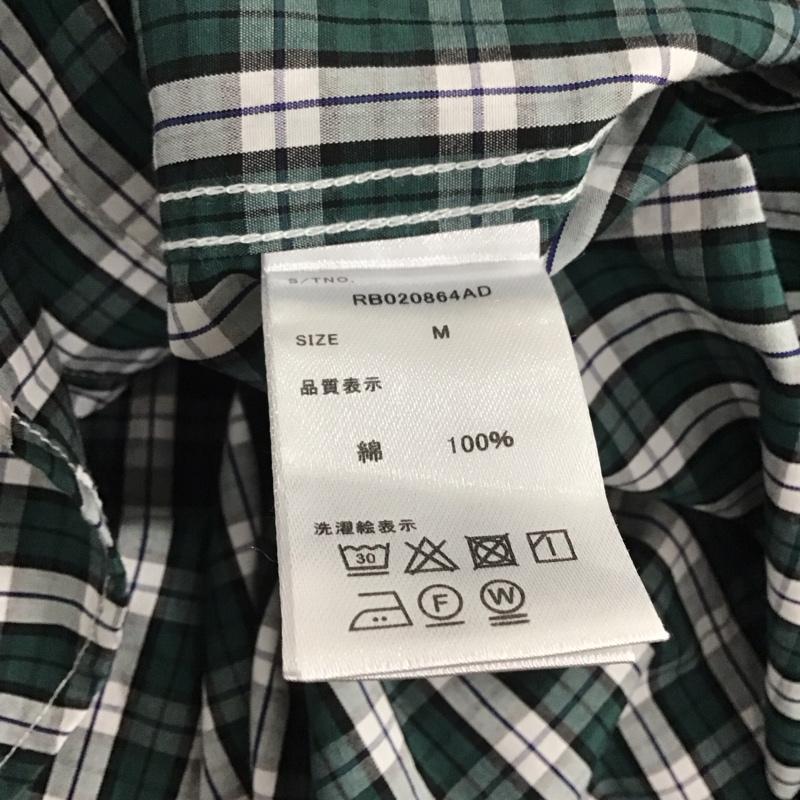 S/TNO.
RB020864AD
SIZE M
品質表示
綿 100%
洗濯絵表示
30
F W